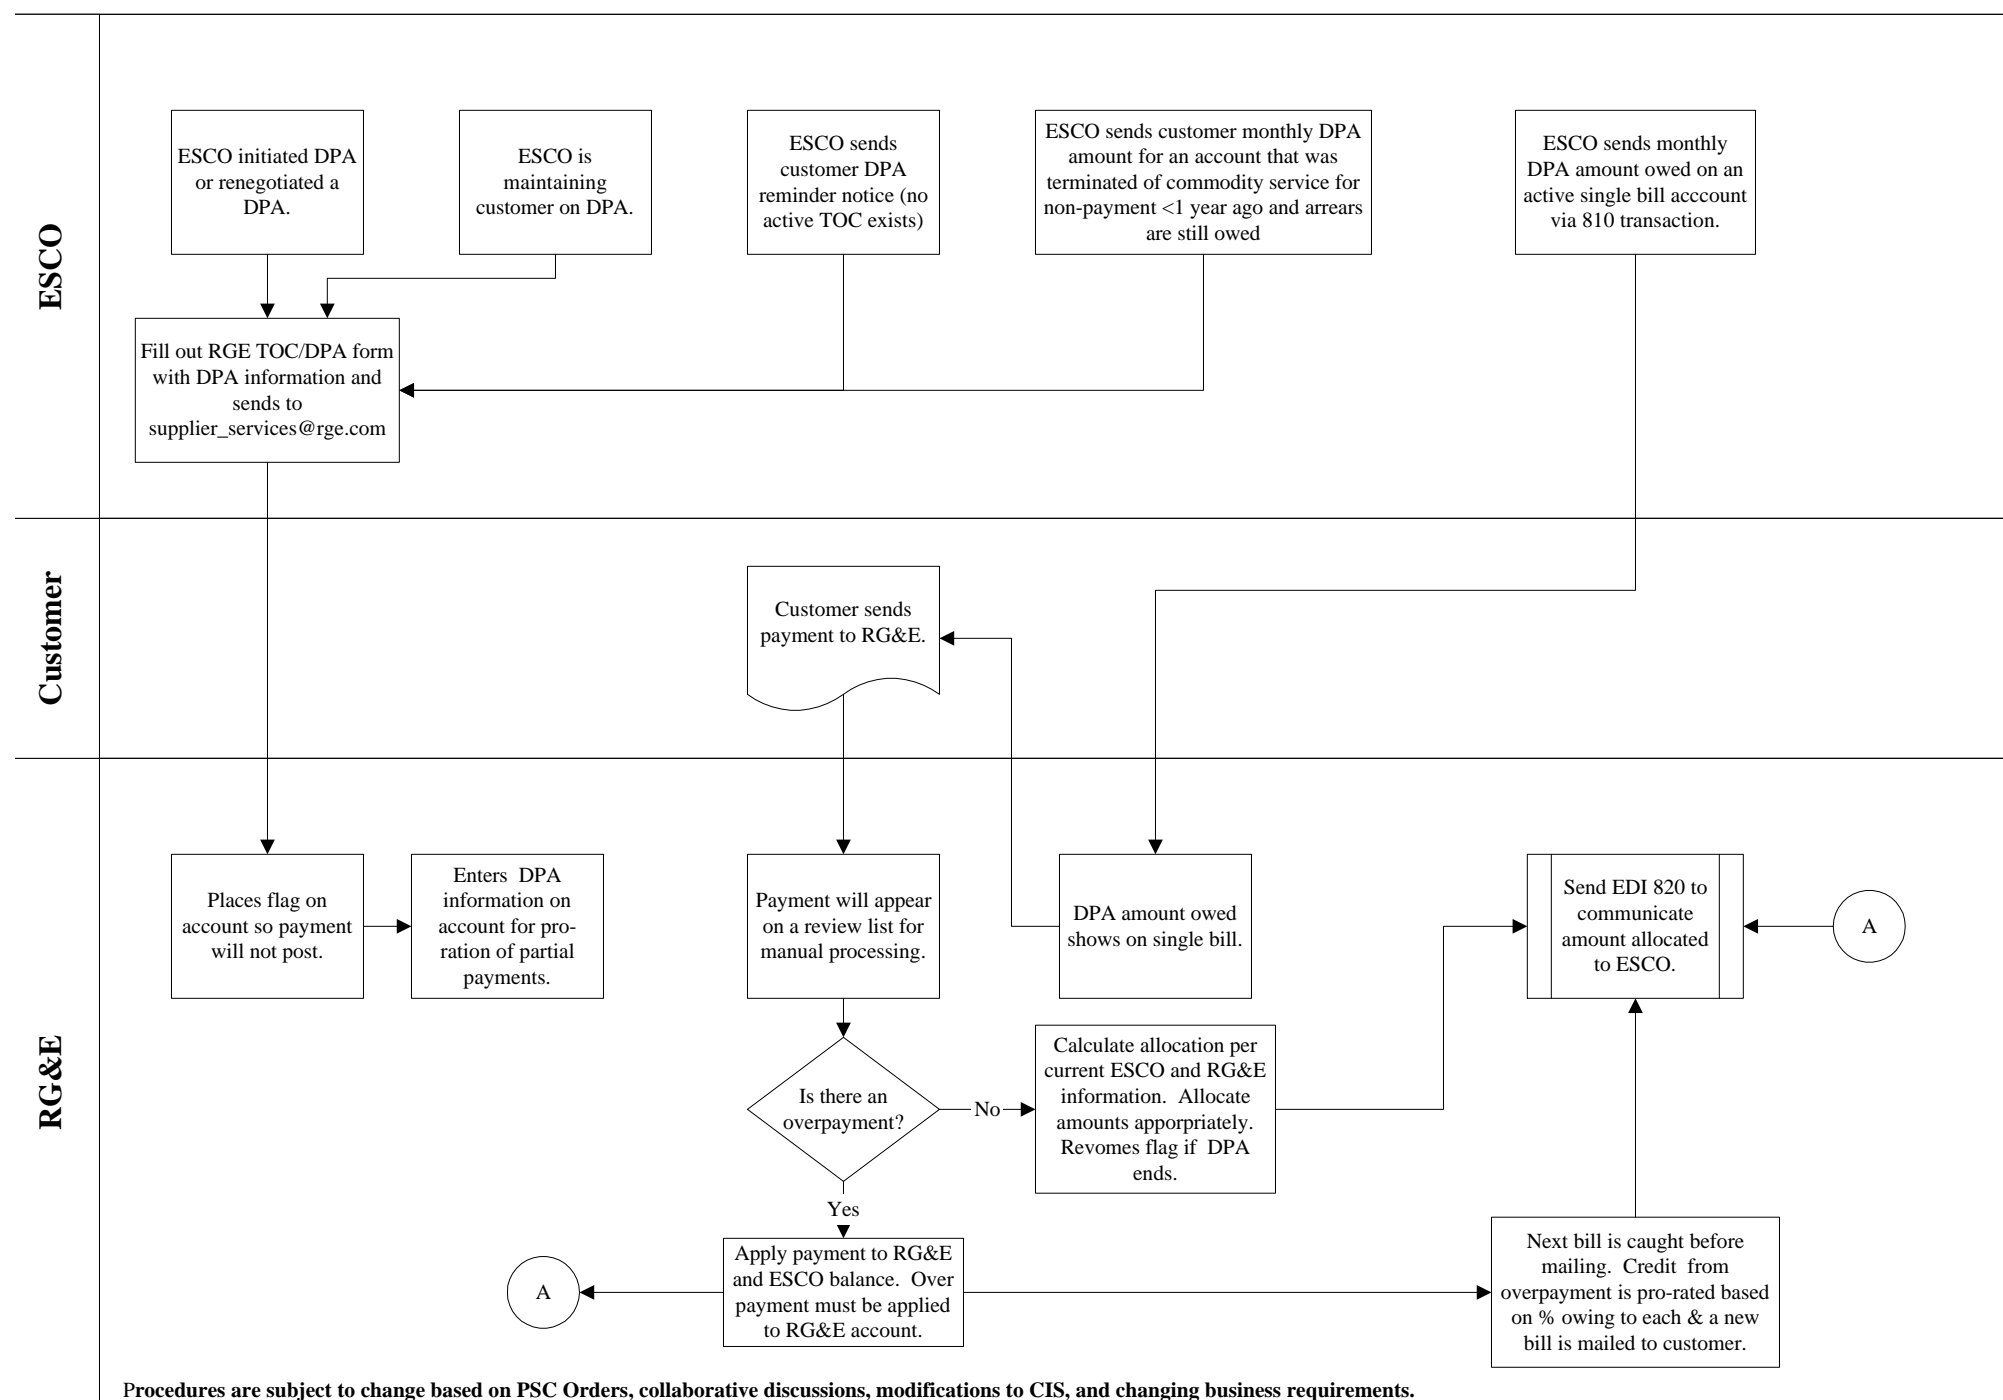 ESCO
ESCO initiated DPA
or renegotiated a
DPA.
ESCO is
maintaining
customer on DPA.
ESCO sends
customer DPA
reminder notice (no
active TOC exists)
ESCO sends customer monthly DPA
amount for an account that was
terminated of commodity service for
non-payment <1 year ago and arrears
are still owed
ESCO sends monthly
DPA amount owed on an
active single bill acccount
via 810 transaction.
Fill out RGE TOC/DPA form
with DPA information and
sends to
supplier_services@rge.com
Customer
Customer sends
payment to RG&E.
RG&E
Places flag on
account so payment
will not post.
Enters  DPA
information on
account for pro-
ration of partial
payments.
Payment will appear
on a review list for
manual processing.
DPA amount owed
shows on single bill.
Send EDI 820 to
communicate
amount allocated
to ESCO.
A
Is there an
overpayment?
No
Calculate allocation per
current ESCO and RG&E
information.  Allocate
amounts apporpriately.
Revomes flag if  DPA
ends.
Yes
A
Apply payment to RG&E
and ESCO balance.  Over
payment must be applied
to RG&E account.
Next bill is caught before
mailing.  Credit  from
overpayment is pro-rated based
on % owing to each & a new
bill is mailed to customer.
Procedures are subject to change based on PSC Orders, collaborative discussions, modifications to CIS, and changing business requirements.